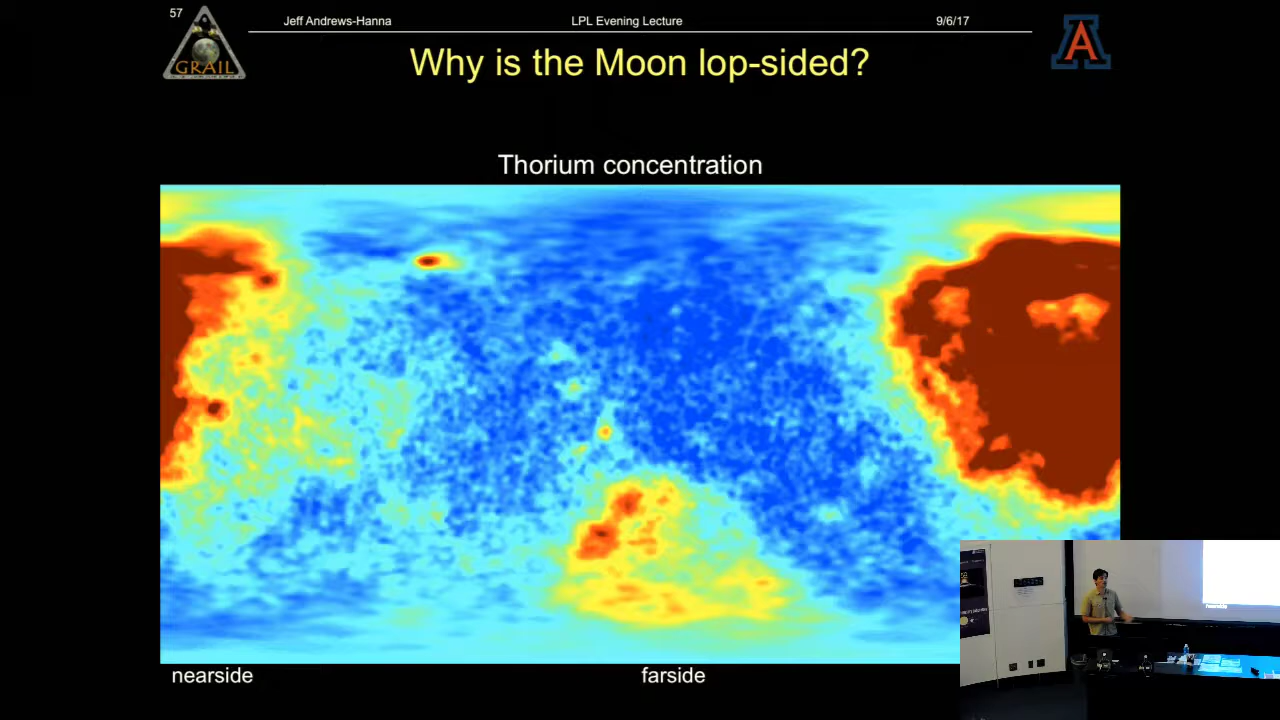 57
Jeff Andrews-Hanna
LPL Evening Lecture
9/6/17
GRAIL
A
Why is the Moon lop-sided?
Thorium concentration
nearside
farside
nearside